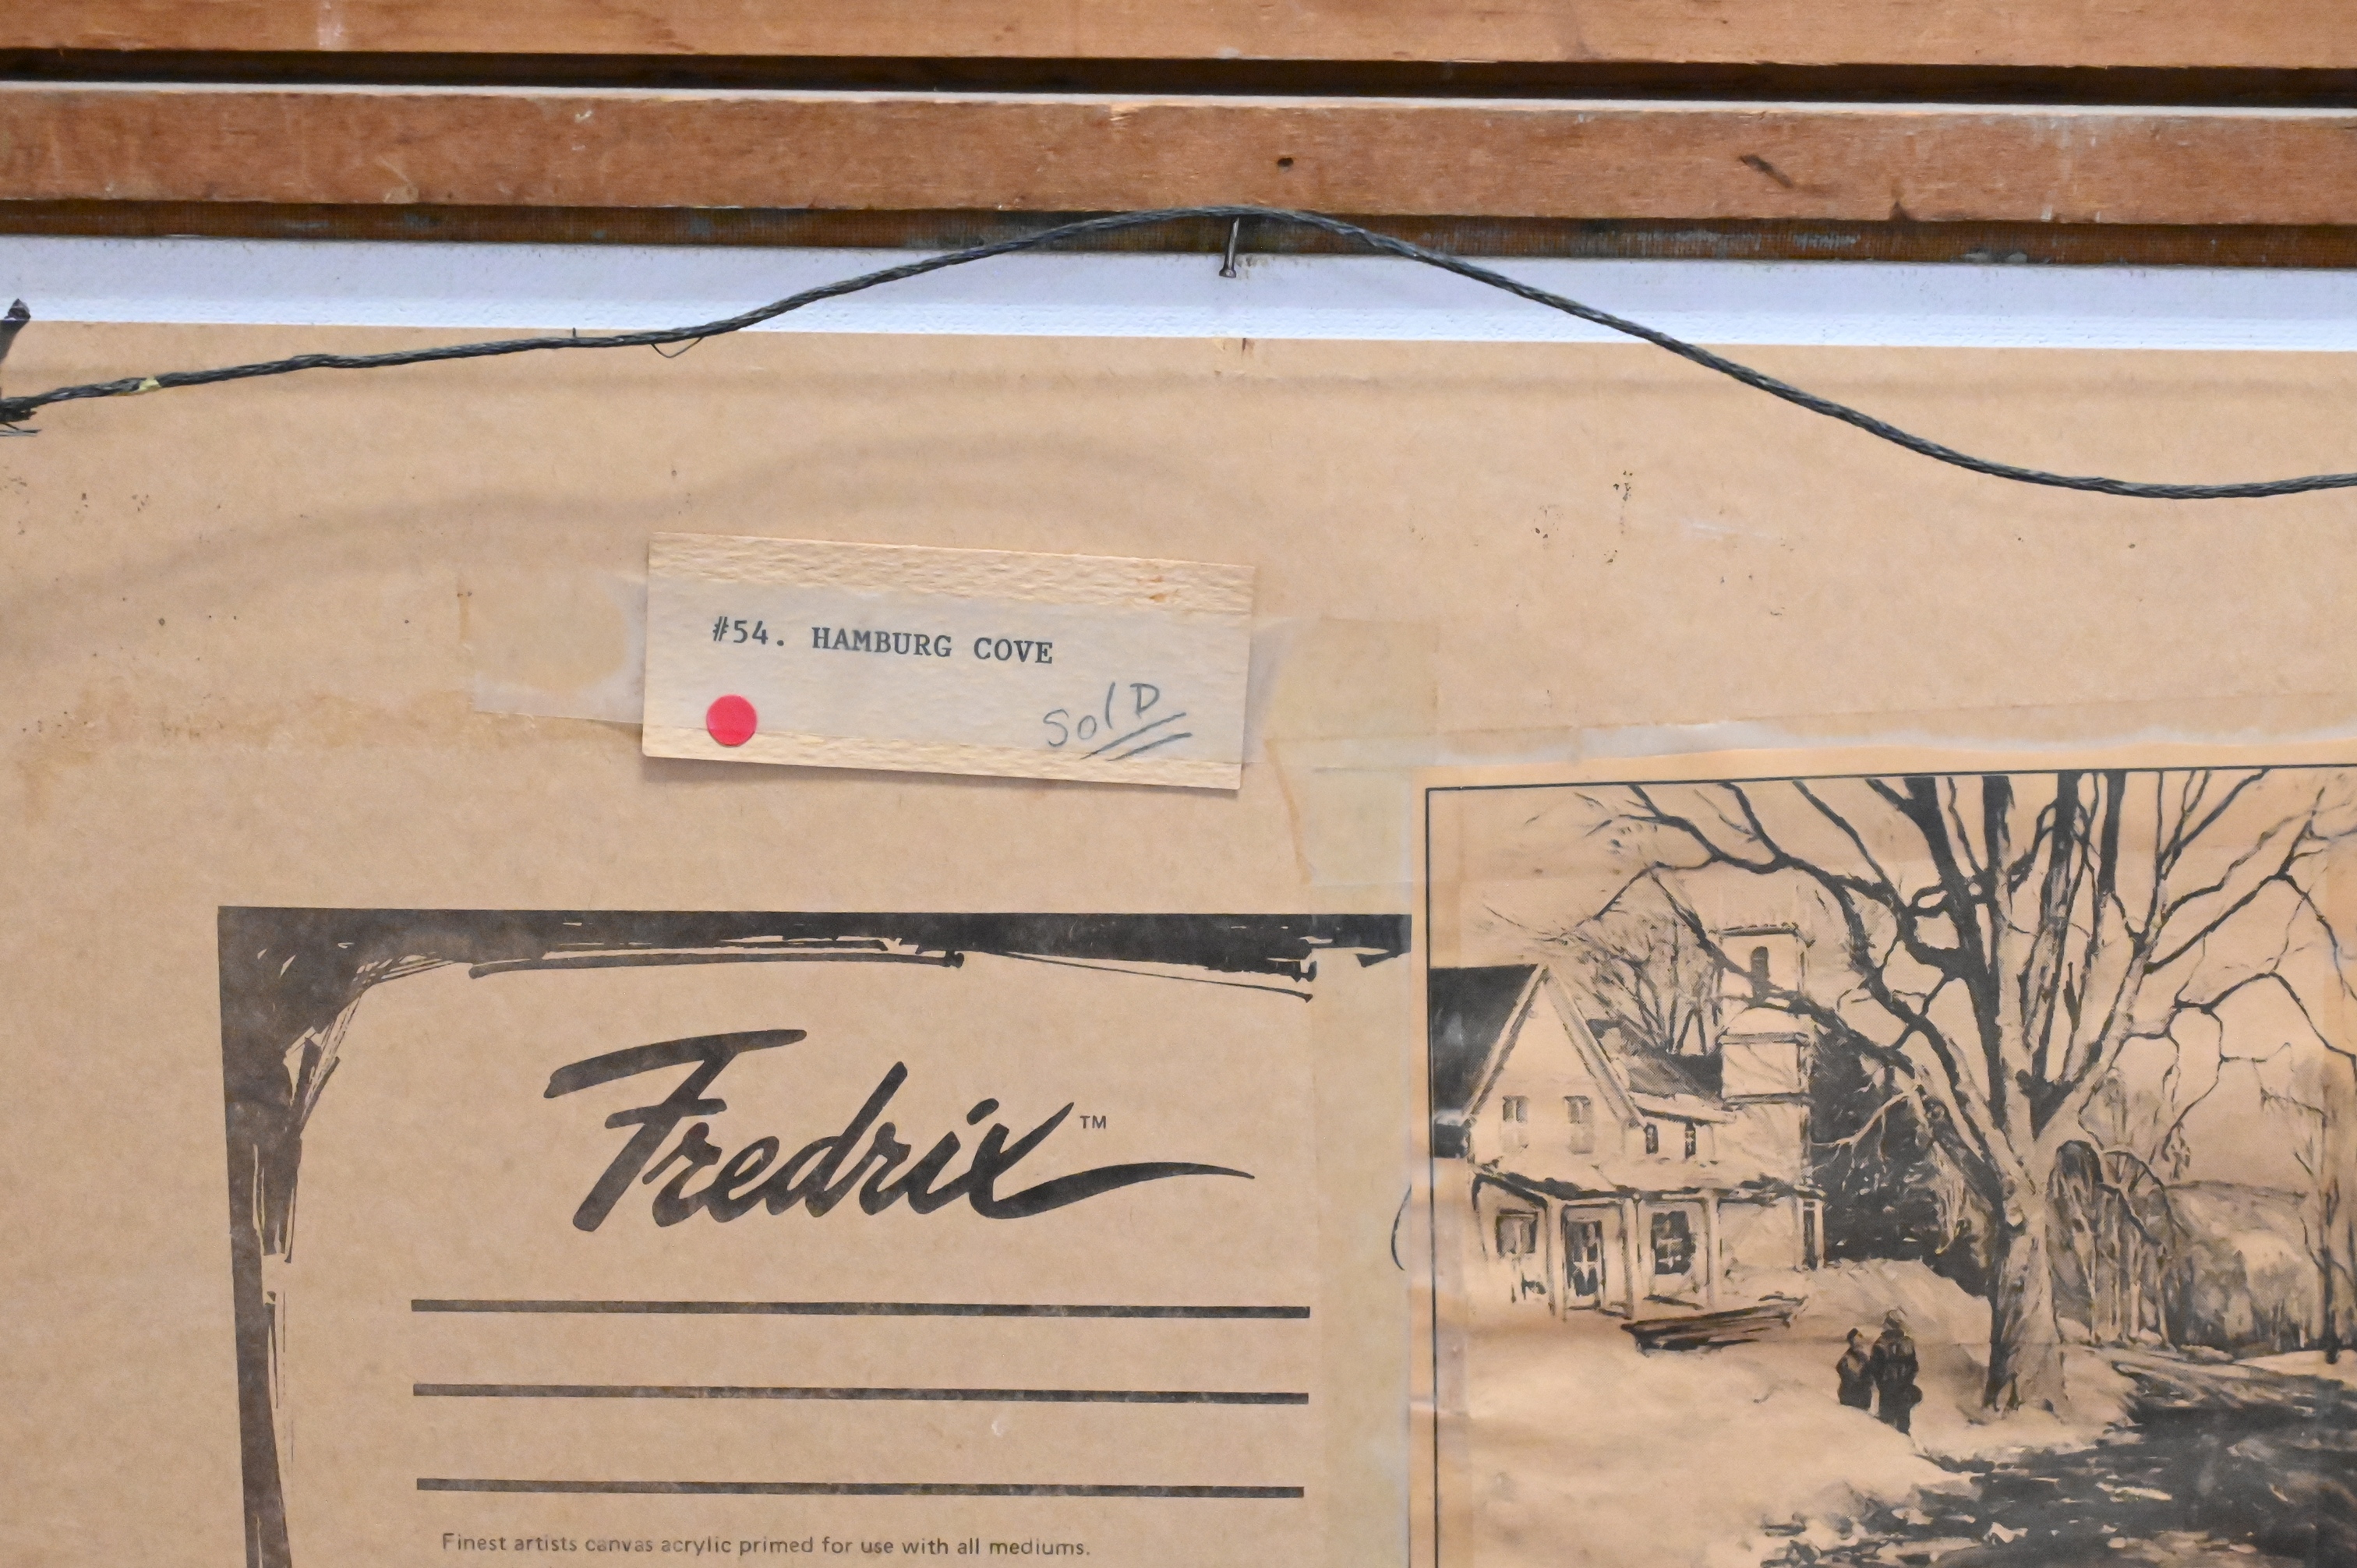 #54. HAMBURG COVE
SolD
Fredrix™
Finest artists canvas acrylic primed for use with all mediums.